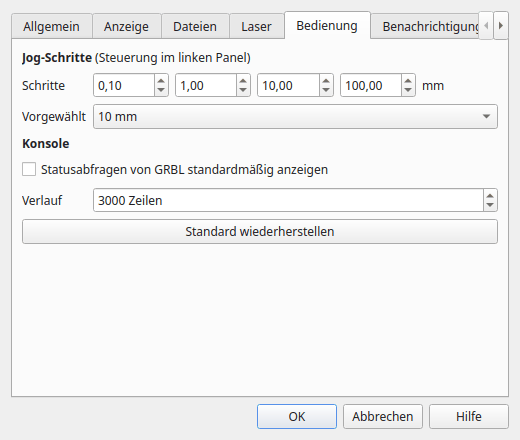 Allgemein Anzeige Dateien Laser Bedienung Benachrichtigung
Jog-Schritte (Steuerung im linken Panel)
Schritte 0,10 1,00 10,00 100,00 mm
Vorgewählt 10 mm
Konsole
Statusabfragen von GRBL standardmäßig anzeigen
Verlauf 3000 Zeilen
Standard wiederherstellen
OK Abbrechen Hilfe